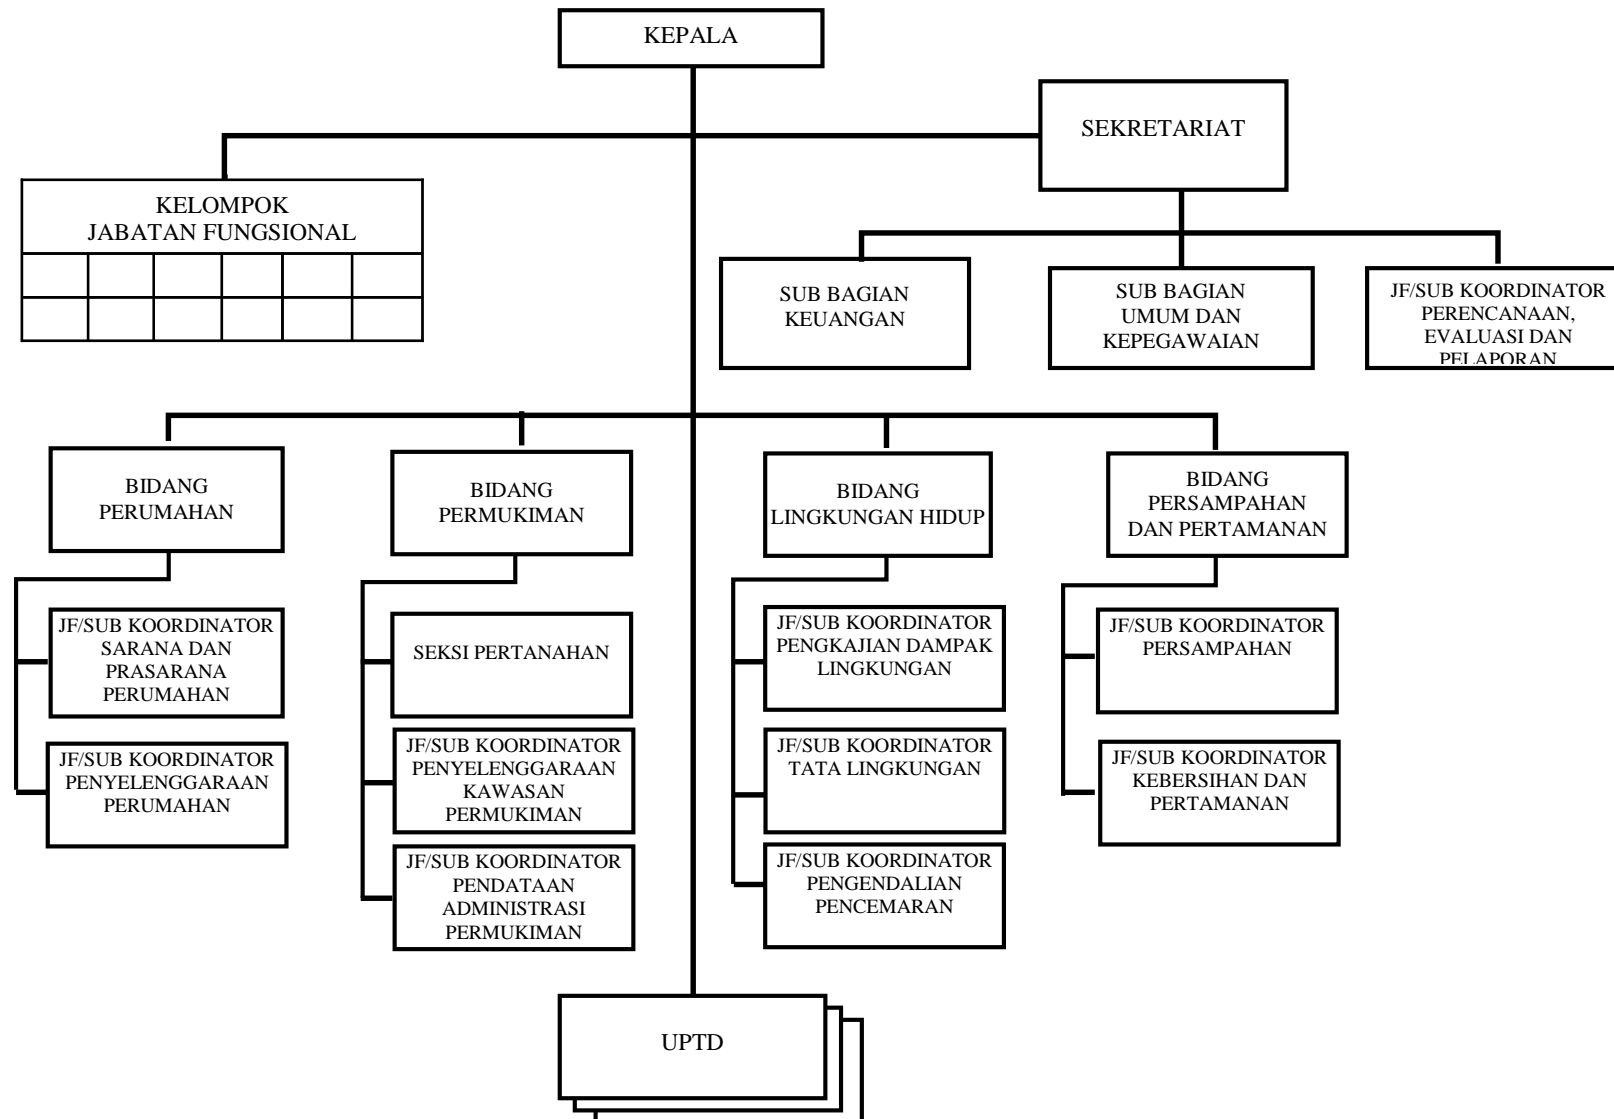 KEPALA
SEKRETARIAT
KELOMPOK
JABATAN FUNGSIONAL
SUB BAGIAN
KEUANGAN
SUB BAGIAN
UMUM DAN
KEPEGAWAIAN
JF/SUB KOORDINATOR
PERENCANAAN,
EVALUASI DAN
PELAPORAN
BIDANG
PERUMAHAN
BIDANG
PERMUKIMAN
BIDANG
LINGKUNGAN HIDUP
BIDANG
PERSAMPAHAN
DAN PERTAMANAN
JF/SUB KOORDINATOR
SARANA DAN
PRASARANA
PERUMAHAN
SEKSI PERTANAHAN
JF/SUB KOORDINATOR
PENGKAJIAN DAMPAK
LINGKUNGAN
JF/SUB KOORDINATOR
PERSAMPAHAN
JF/SUB KOORDINATOR
PENYELENGGARAAN
PERUMAHAN
JF/SUB KOORDINATOR
PENYELENGGARAAN
KAWASAN
PERMUKIMAN
JF/SUB KOORDINATOR
TATA LINGKUNGAN
JF/SUB KOORDINATOR
KEBERSIHAN DAN
PERTAMANAN
JF/SUB KOORDINATOR
PENDATAAN
ADMINISTRASI
PERMUKIMAN
JF/SUB KOORDINATOR
PENGENDALIAN
PENCEMARAN
UPTD